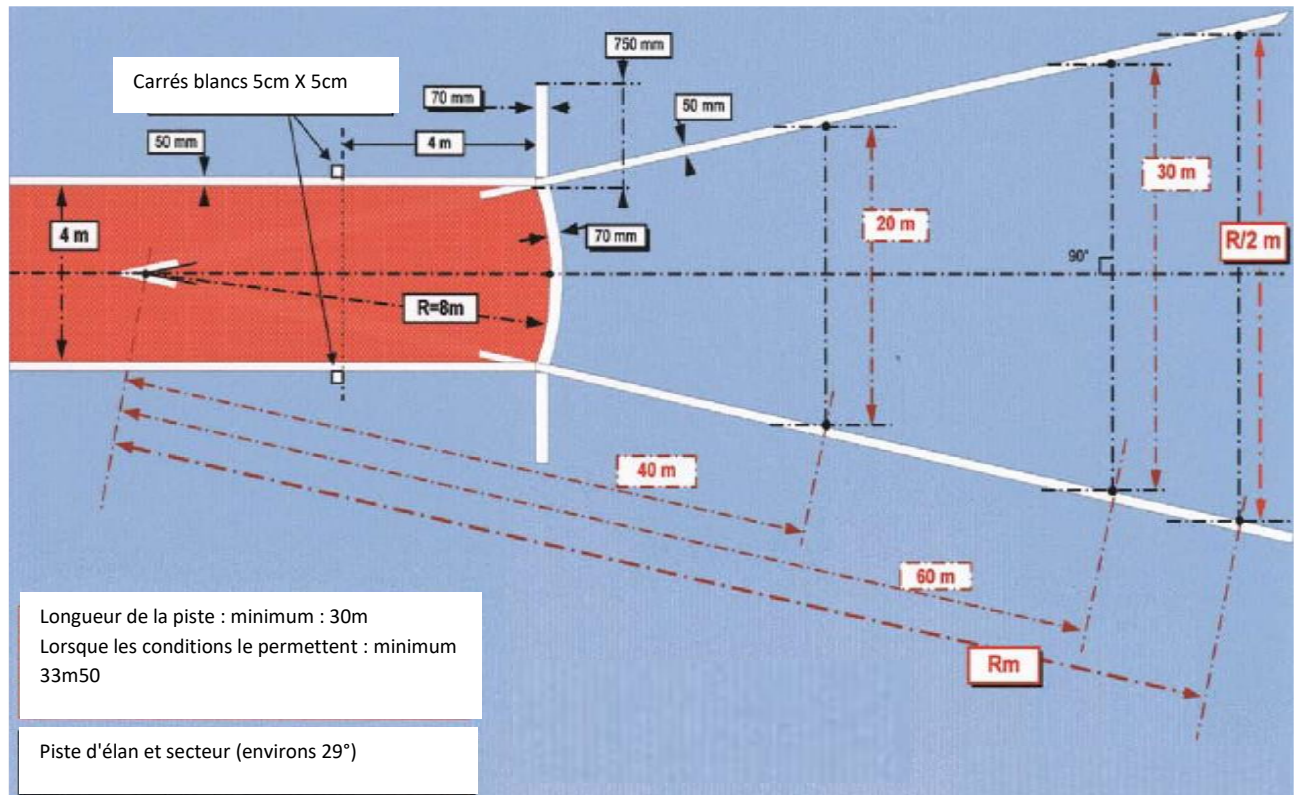 750 mm
Carrés blancs 5cm X 5cm
70 mm
50 mm
50 mm
4 m
30 m
4 m
20 m
70 mm
R/2 m
90°
R=8m
40 m
60 m
Rm
Longueur de la piste : minimum : 30m
Lorsque les conditions le permettent : minimum
33m50
Piste d'élan et secteur (environs 29°)